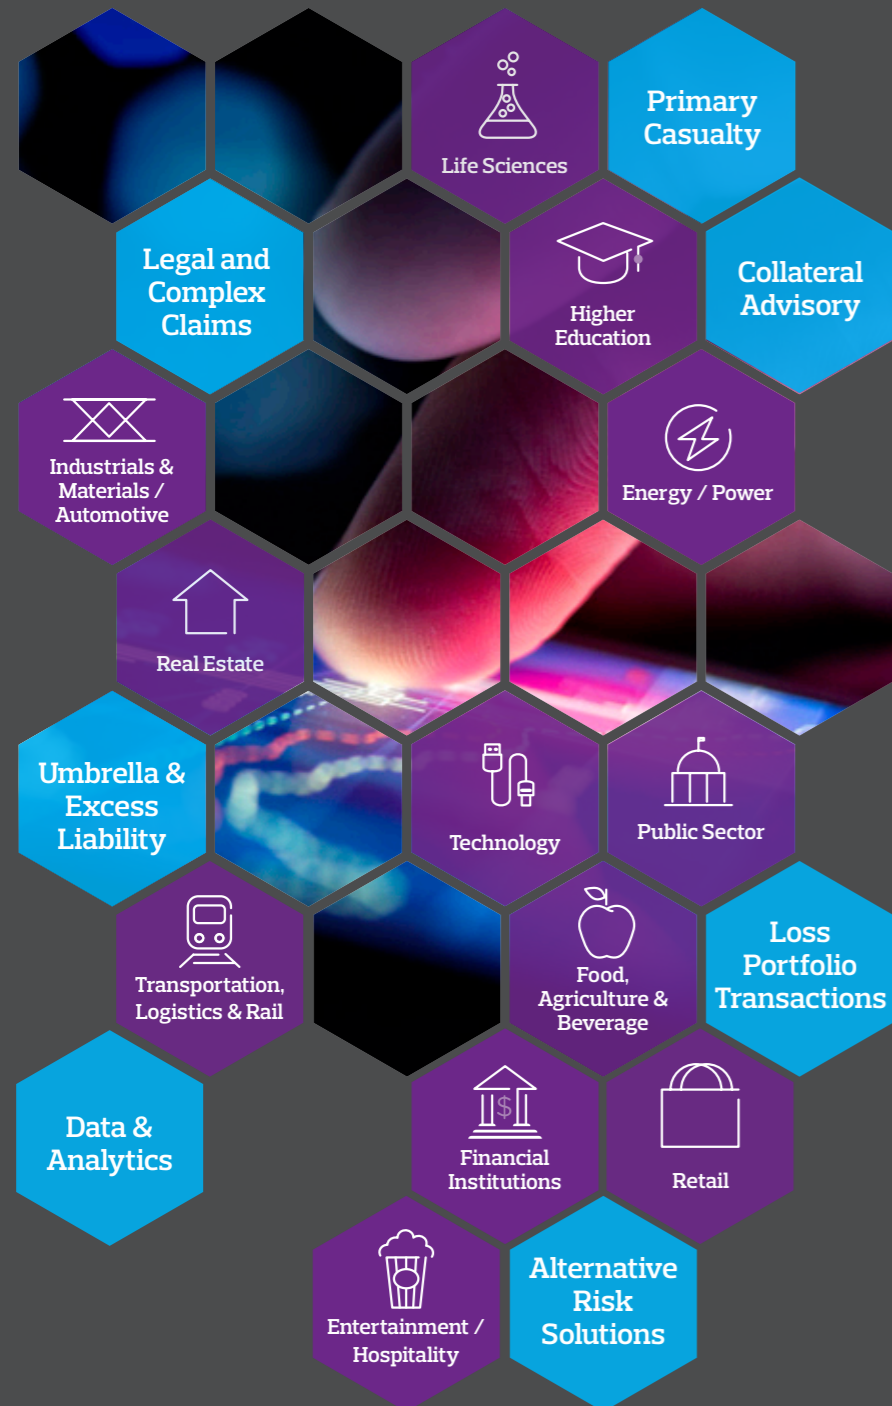 Life Sciences
Primary
Casualty
Legal and
Complex
Claims
Higher
Education
Collateral
Advisory
Industrials &
Materials /
Automotive
Energy / Power
Real Estate
Umbrella &
Excess
Liability
Technology
Public Sector
Transportation,
Logistics & Rail
Food,
Agriculture &
Beverage
Loss
Portfolio
Transactions
Data &
Analytics
$
Financial
Institutions
Retail
Entertainment /
Hospitality
Alternative
Risk
Solutions